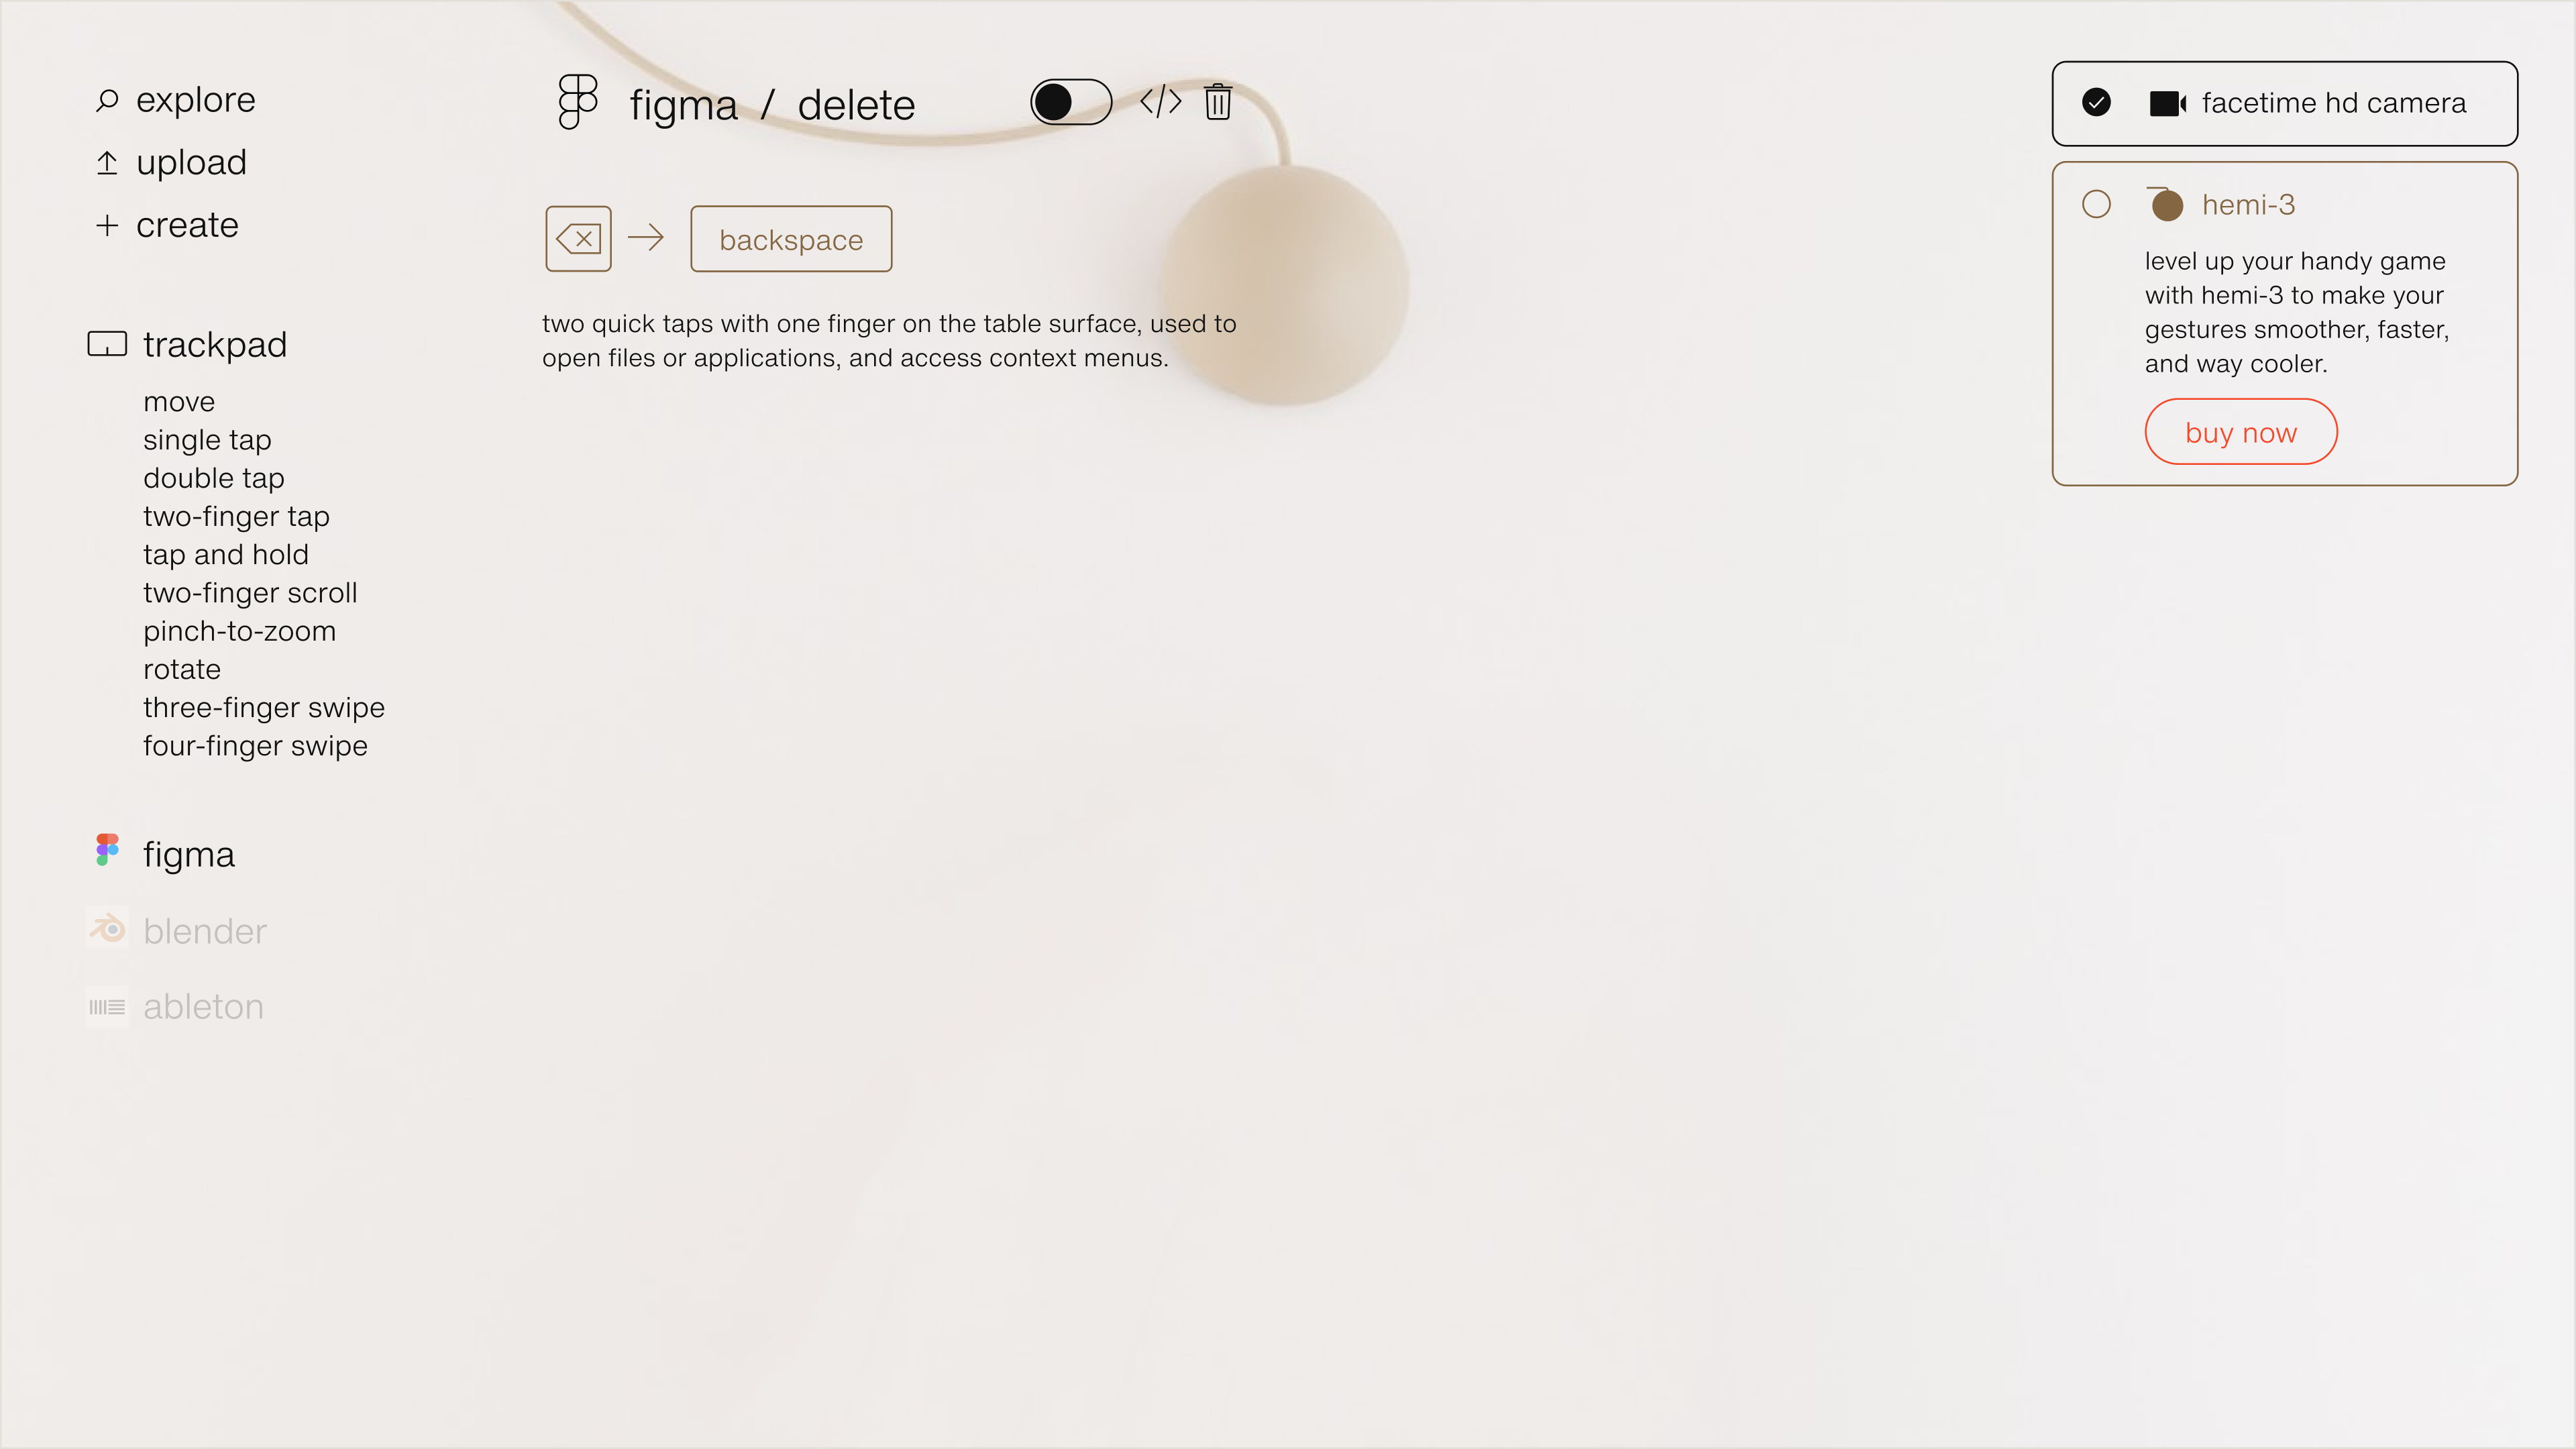 explore
upload
create
trackpad
move
single tap
double tap
two-finger tap
tap and hold
two-finger scroll
pinch-to-zoom
rotate
three-finger swipe
four-finger swipe
figma
blender
ableton
figma / delete
</>
backspace
two quick taps with one finger on the table surface, used to
open files or applications, and access context menus.
facetime hd camera
hemi-3
level up your handy game
with hemi-3 to make your
gestures smoother, faster,
and way cooler.
buy now